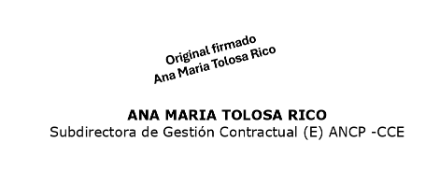 Original firmado
Ana Maria Tolosa Rico
ANA MARIA TOLOSA RICO
Subdirectora de Gestión Contractual (E) ANCP -CCE